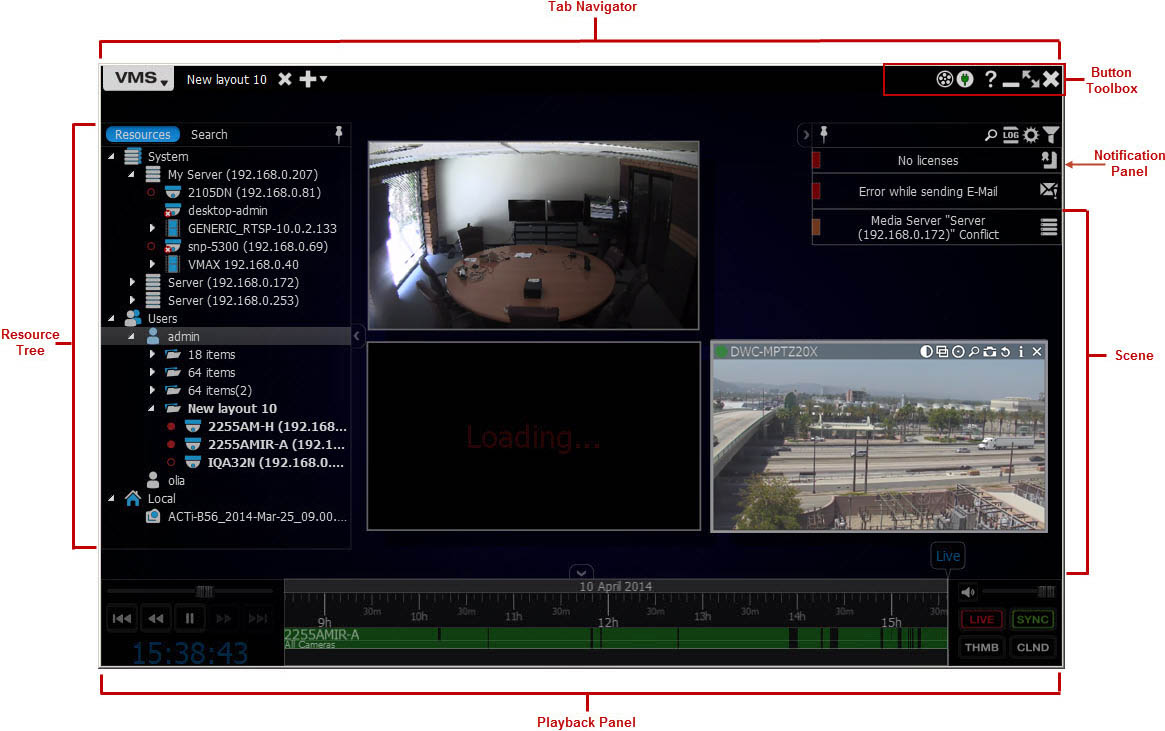 Tab Navigator
VMS
New layout 10
Button
Toolbox
?
Resources
Search
LOG
System
My Server (192.168.0.207)
2105DN (192.168.0.81)
desktop-admin
GENERIC_RTSP-10.0.2.133
snp-5300 (192.168.0.69)
VMAX 192.168.0.40
Server (192.168.0.172)
Server (192.168.0.253)
Users
admin
18 items
64 items
64 items(2)
New layout 10
2255AM-H (192.168...
2255AMIR-A (192.1...
IQA32N (192.168.0....
olia
Local
ACTi-B56_2014-Mar-25_09.00....
Resource
Tree
No licenses
Error while sending E-Mail
Media Server "Server
(192.168.0.172)" Conflict
Notification
Panel
Loading...
DWC-MPTZ20X
Scene
Live
10 April 2014
9h 30m 10h 30m 11h 30m 12h 30m 13h 30m 14h 30m 15h 30m
2255AMIR-A
All Cameras
15:38:43
LIVE
SYNC
THMB
CLND
Playback Panel